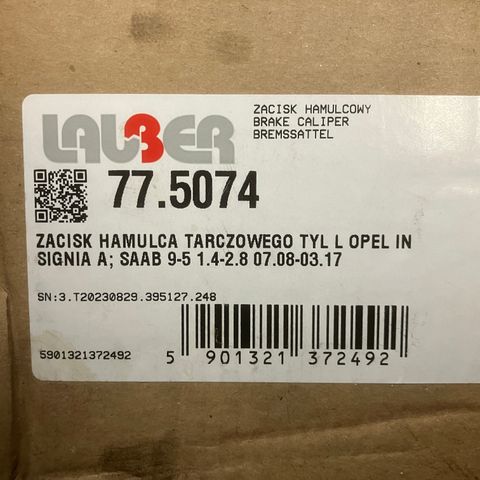 LAUBER
ZACISK HAMULCOWY
BRAKE CALIPER
BREMSSATTEL
77.5074
ZACISK HAMULCA TARCZOWEGO TYL L OPEL IN
SIGNIA A; SAAB 9-5 1.4-2.8 07.08-03.17
SN:3.T20230829.395127.248
5901321372492
5 901321 372492